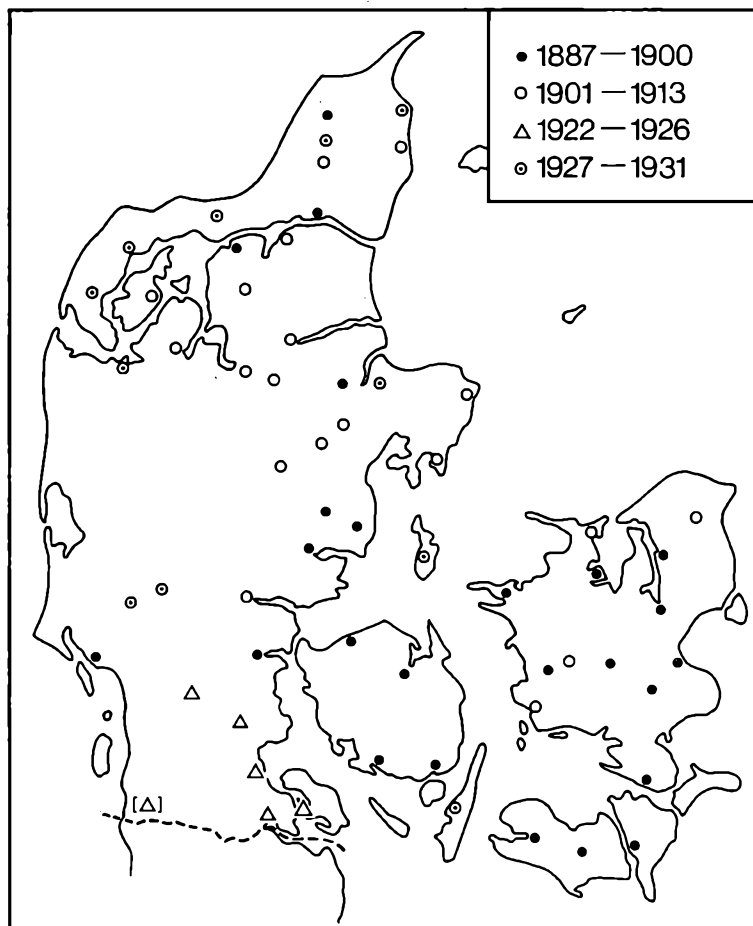 ● 1887 — 1900
○ 1901 — 1913
△ 1922 — 1926
⊙ 1927 — 1931
[△]